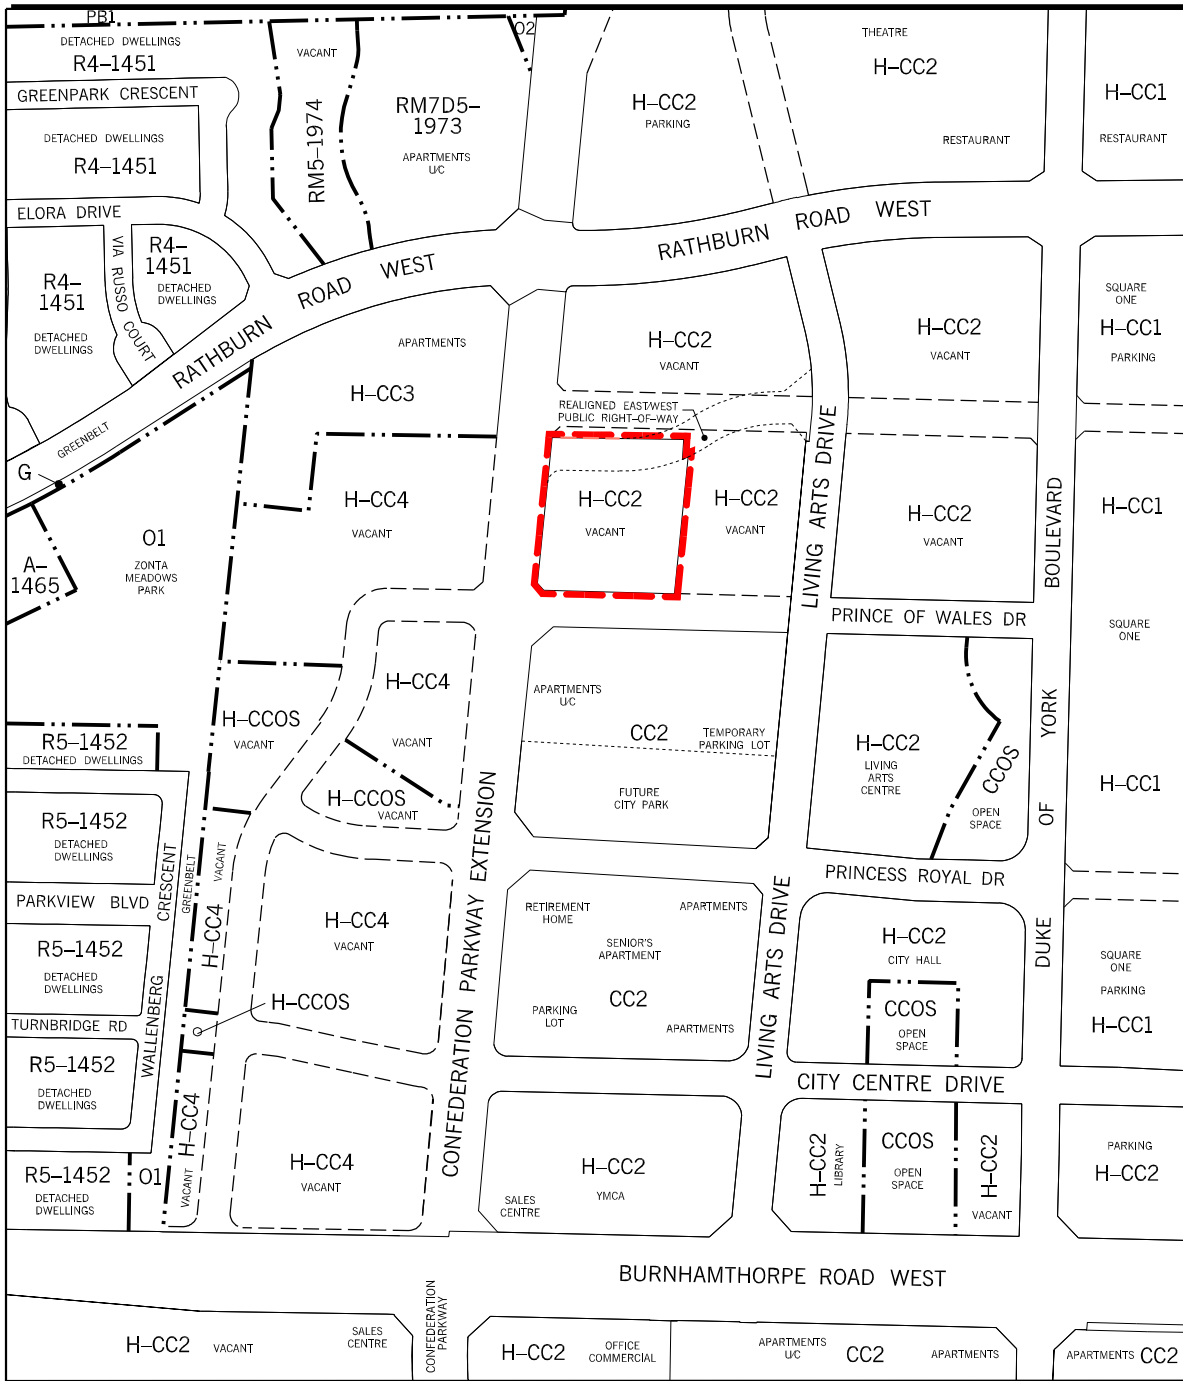 PB1
DETACHED DWELLINGS
R4–1451
GREENPARK CRESCENT
DETACHED DWELLINGS
R4–1451
ELORA DRIVE
VIA RUSSO COURT
R4–
1451
DETACHED
DWELLINGS
R4–
1451
DETACHED
DWELLINGS
VACANT
RM5–1974
RM7D5–
1973
APARTMENTS
U/C
O2
H–CC2
PARKING
THEATRE
H–CC2
RESTAURANT
H–CC1
RESTAURANT
RATHBURN ROAD WEST
RATHBURN ROAD WEST
GREENBELT
G
APARTMENTS
H–CC3
H–CC2
VACANT
H–CC2
VACANT
SQUARE
ONE
H–CC1
PARKING
REALIGNED EAST-WEST
PUBLIC RIGHT-OF-WAY
LIVING ARTS DRIVE
H–CC4
VACANT
H–CC2
VACANT
H–CC2
VACANT
H–CC2
VACANT
H–CC1
BOULEVARD
A–
1465
O1
ZONTA
MEADOWS
PARK
PRINCE OF WALES DR
SQUARE
ONE
H–CC4
VACANT
H–CCOS
VACANT
APARTMENTS
U/C
CC2
TEMPORARY
PARKING LOT
H–CC2
LIVING
ARTS
CENTRE
CCOS
OPEN
SPACE
YORK
OF
DUKE
H–CC1
R5–1452
DETACHED DWELLINGS
R5–1452
DETACHED
DWELLINGS
H–CCOS
VACANT
FUTURE
CITY PARK
CONFEDERATION PARKWAY EXTENSION
PRINCESS ROYAL DR
PARKVIEW BLVD
WALLENBERG CRESCENT
GREENBELT
VACANT
H–CC4
H–CC4
VACANT
RETIREMENT
HOME
APARTMENTS
SENIOR'S
APARTMENT
CC2
PARKING
LOT
APARTMENTS
LIVING ARTS DRIVE
H–CC2
CITY HALL
CCOS
OPEN
SPACE
SQUARE
ONE
PARKING
H–CC1
R5–1452
DETACHED
DWELLINGS
H–CCOS
TURNBRIDGE RD
R5–1452
DETACHED
DWELLINGS
CITY CENTRE DRIVE
H–CC4
VACANT
R5–1452
DETACHED
DWELLINGS
O1
H–CC4
VACANT
H–CC2
YMCA
SALES
CENTRE
H–CC2
LIBRARY
CCOS
OPEN
SPACE
H–CC2
VACANT
PARKING
H–CC2
BURNHAMTHORPE ROAD WEST
CONFEDERATION
PARKWAY
H–CC2
VACANT
SALES
CENTRE
H–CC2
OFFICE
COMMERCIAL
APARTMENTS
U/C
CC2
APARTMENTS
APARTMENTS
CC2